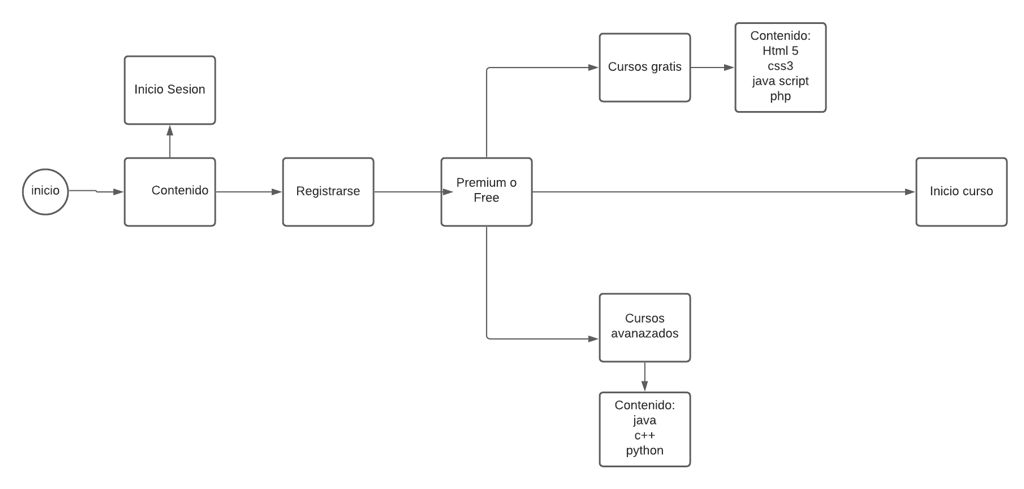 Cursos gratis
Contenido:
Html 5
css3
java script
php
Inicio Sesion
inicio
Contenido
Registrarse
Premium o
Free
Inicio curso
Cursos
avanazados
Contenido:
java
c++
python